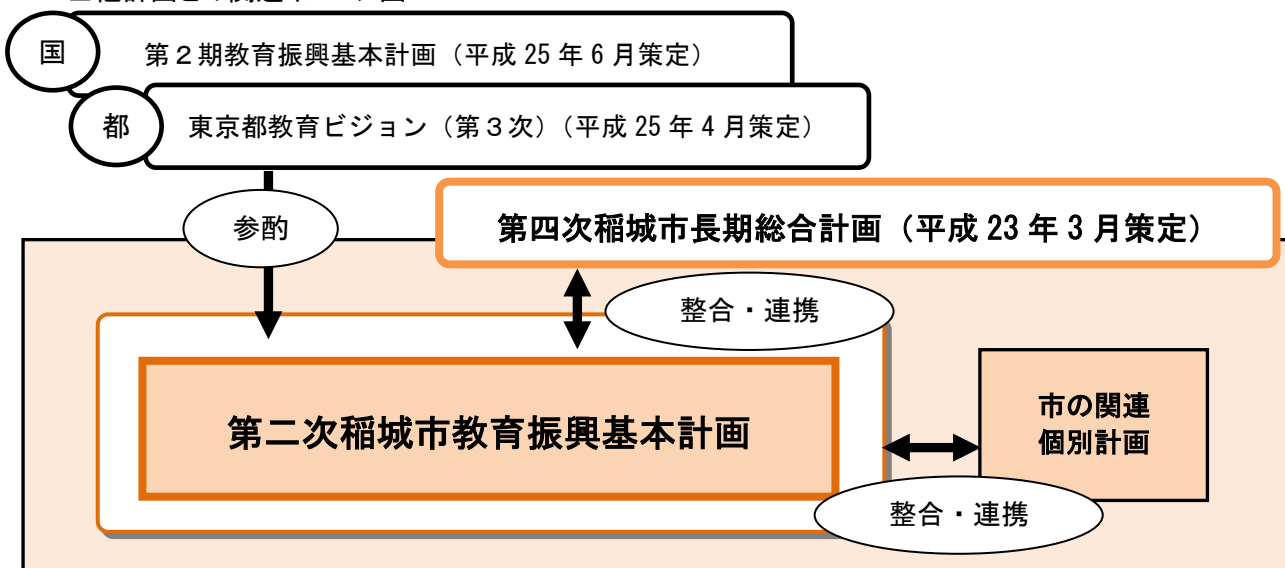 国
第２期教育振興基本計画（平成 25 年６月策定）
都
東京都教育ビジョン（第３次）（平成 25 年４月策定）
参酌
第四次稲城市長期総合計画（平成 23 年３月策定）
整合・連携
第二次稲城市教育振興基本計画
市の関連
個別計画
整合・連携